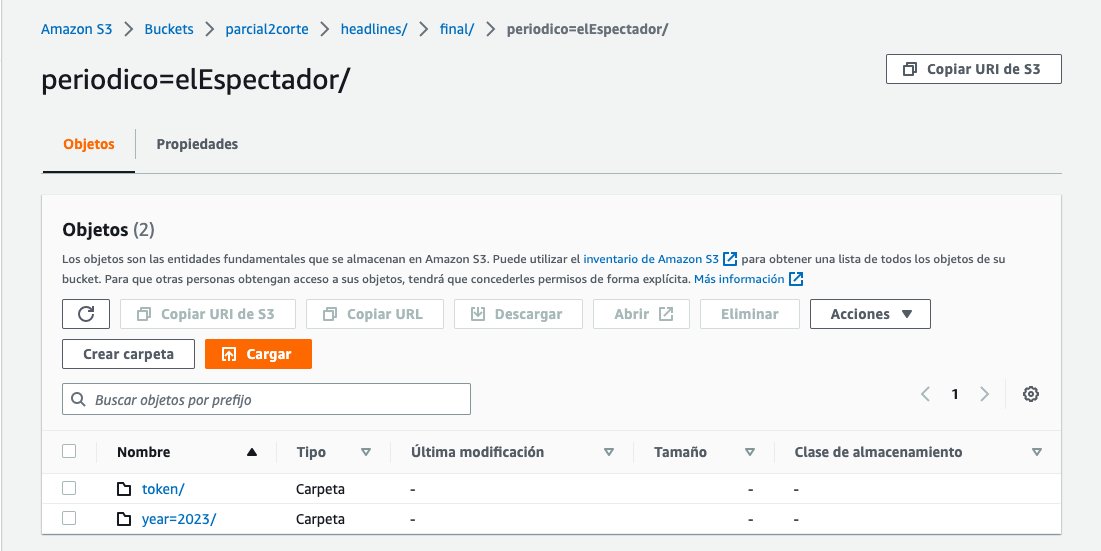 Amazon S3 > Buckets > parcial2corte > headlines/ > final/ > periodico=elEspectador/
periodico=elEspectador/
Copiar URI de S3
Objetos
Propiedades
Objetos (2)
Los objetos son las entidades fundamentales que se almacenan en Amazon S3. Puede utilizar el inventario de Amazon S3 para obtener una lista de todos los objetos de su
bucket. Para que otras personas obtengan acceso a sus objetos, tendrá que concederles permisos de forma explícita. Más información
Copiar URI de S3 Copiar URL Descargar Abrir Eliminar Acciones
Crear carpeta Cargar
Buscar objetos por prefijo
1
Nombre Tipo Última modificación Tamaño Clase de almacenamiento
token/ Carpeta - - -
year=2023/ Carpeta - - -